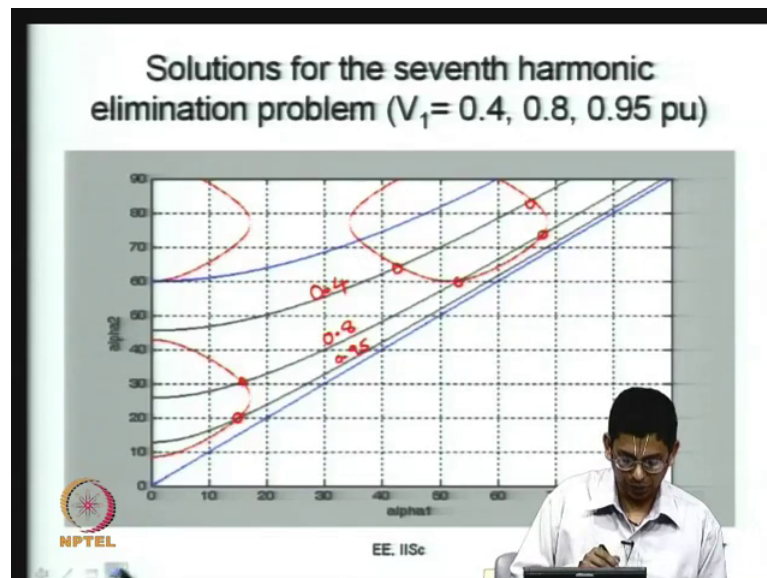 Solutions for the seventh harmonic
elimination problem (V₁= 0.4, 0.8, 0.95 pu)
90
80
70
60
50
40
30
20
10
0
alpha2
0.4
0.8
0.95
0 10 20 30 40 50 60
alpha1
NPTEL
EE, IISc